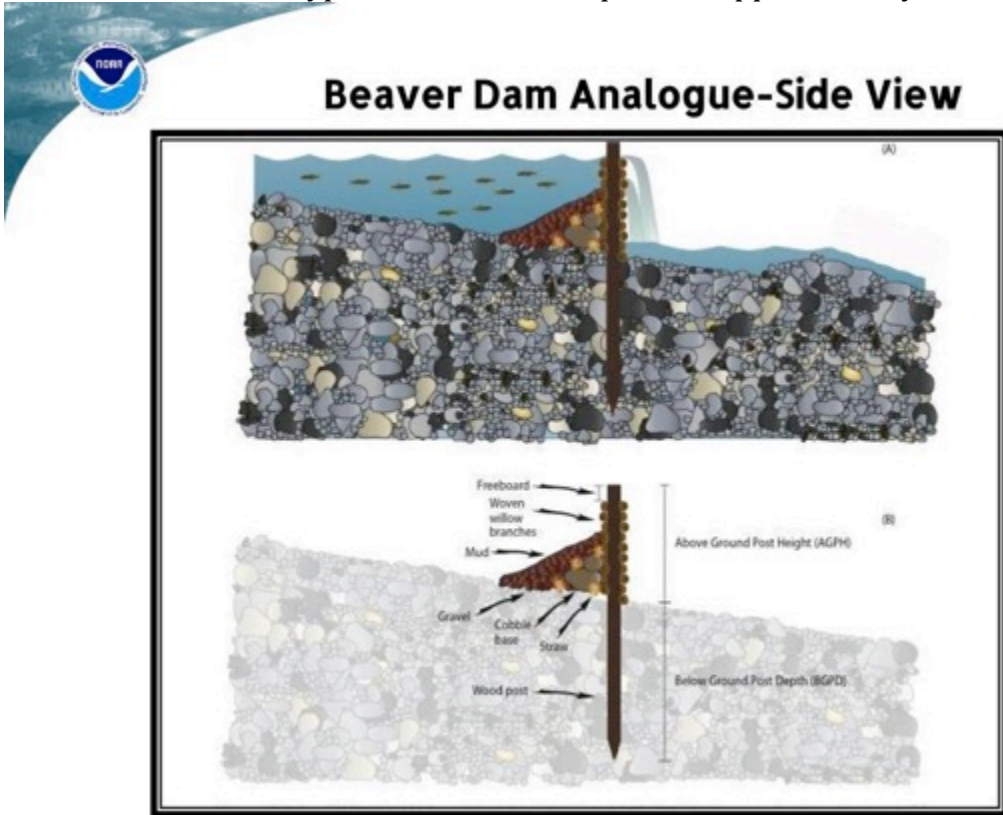 NOAA
Beaver Dam Analogue-Side View
(A)
Freeboard
Woven
willow
branches
(B)
Above Ground Post Height (AGPH)
Mud
Gravel
Cobble
base
Straw
Wood post
Below Ground Post Depth (BGPD)